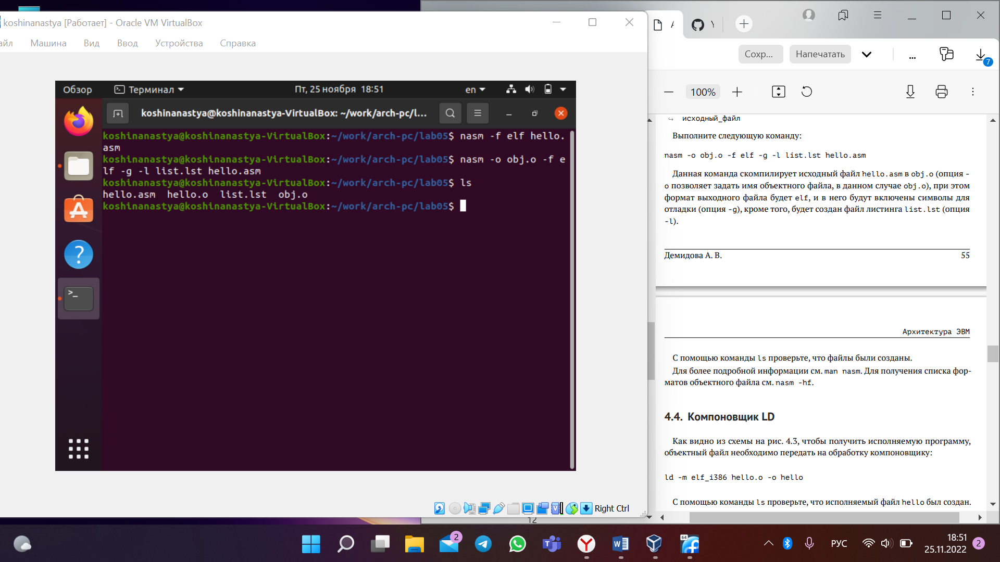 koshinanastya [Работает] - Oracle VM VirtualBox
айл Машина Вид Ввод Устройства Справка
Обзор Терминал Пт, 25 ноября 18:51 en
koshinanastya@koshinanastya-VirtualBox: ~/work/arch-pc/l...
koshinanastya@koshinanastya-VirtualBox:~/work/arch-pc/lab05$ nasm -f elf hello.
asm
koshinanastya@koshinanastya-VirtualBox:~/work/arch-pc/lab05$ nasm -o obj.o -f e
lf -g -l list.lst hello.asm
koshinanastya@koshinanastya-VirtualBox:~/work/arch-pc/lab05$ ls
hello.asm hello.o list.lst obj.o
koshinanastya@koshinanastya-VirtualBox:~/work/arch-pc/lab05$
Right Ctrl
12
Сохр... Напечатать ...
7
100%
исходный_файл
Выполните следующую команду:
nasm -o obj.o -f elf -g -l list.lst hello.asm
Данная команда скомпилирует исходный файл hello.asm в obj.o (опция -
o позволяет задать имя объектного файла, в данном случае obj.o), при этом
формат выходного файла будет elf, и в него будут включены символы для
отладки (опция -g), кроме того, будет создан файл листинга list.lst (опция
-l).
Демидова А. В. 55
Архитектура ЭВМ
С помощью команды ls проверьте, что файлы были созданы.
Для более подробной информации см. man nasm. Для получения списка фор-
матов объектного файла см. nasm -hf.
4.4. Компоновщик LD
Как видно из схемы на рис. 4.3, чтобы получить исполняемую программу,
объектный файл необходимо передать на обработку компоновщику:
ld -m elf_i386 hello.o -o hello
С помощью команды ls проверьте, что исполняемый файл hello был создан.
2
64
РУС
18:51
25.11.2022
2